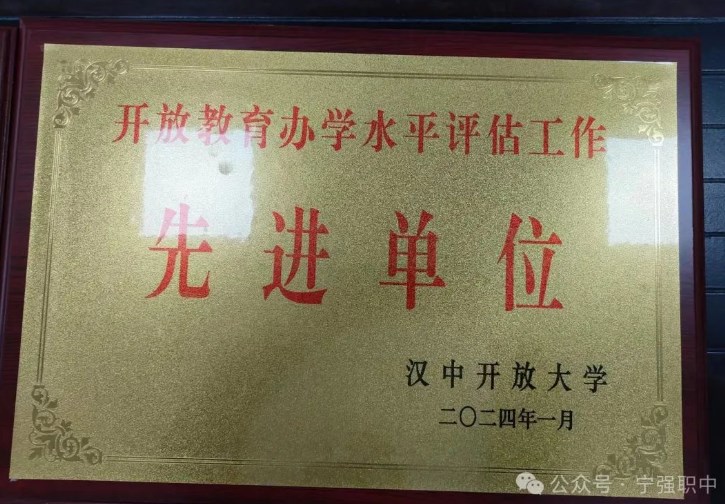 开放教育办学水平评估工作
先进单位
汉中开放大学
二〇二四年一月
公众号·宁强职中